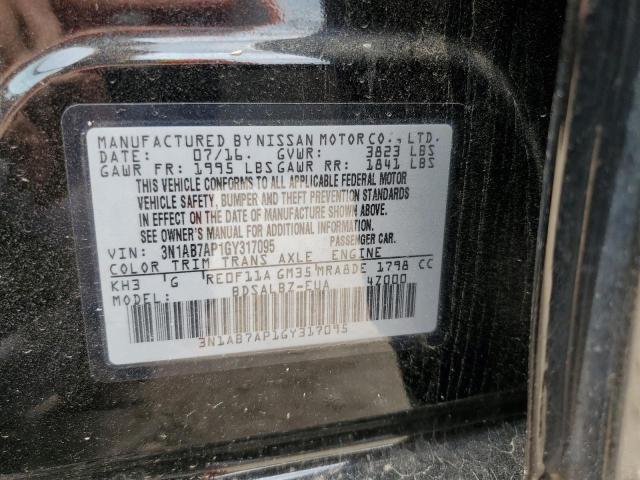 MANUFACTURED BY NISSAN MOTOR CO., LTD.
DATE: 07/16. GVWR: 3823 LBS
GAWR FR: 1995 LBS GAWR RR: 1841 LBS
THIS VEHICLE CONFORMS TO ALL APPLICABLE FEDERAL MOTOR
VEHICLE SAFETY, BUMPER AND THEFT PREVENTION STANDARDS
IN EFFECT ON THE DATE OF MANUFACTURE SHOWN ABOVE.
SEE OWNER'S MANUAL FOR ADDITIONAL INFORMATION.
VIN: 3N1AB7AP1GY317095 PASSENGER CAR.
COLOR TRIM TRANS AXLE ENGINE
KH3 G RE0F11A GM35 MRA8DE 1798 CC
MODEL: BDSALBZ-EUA 47000
3N1AB7AP1GY317095